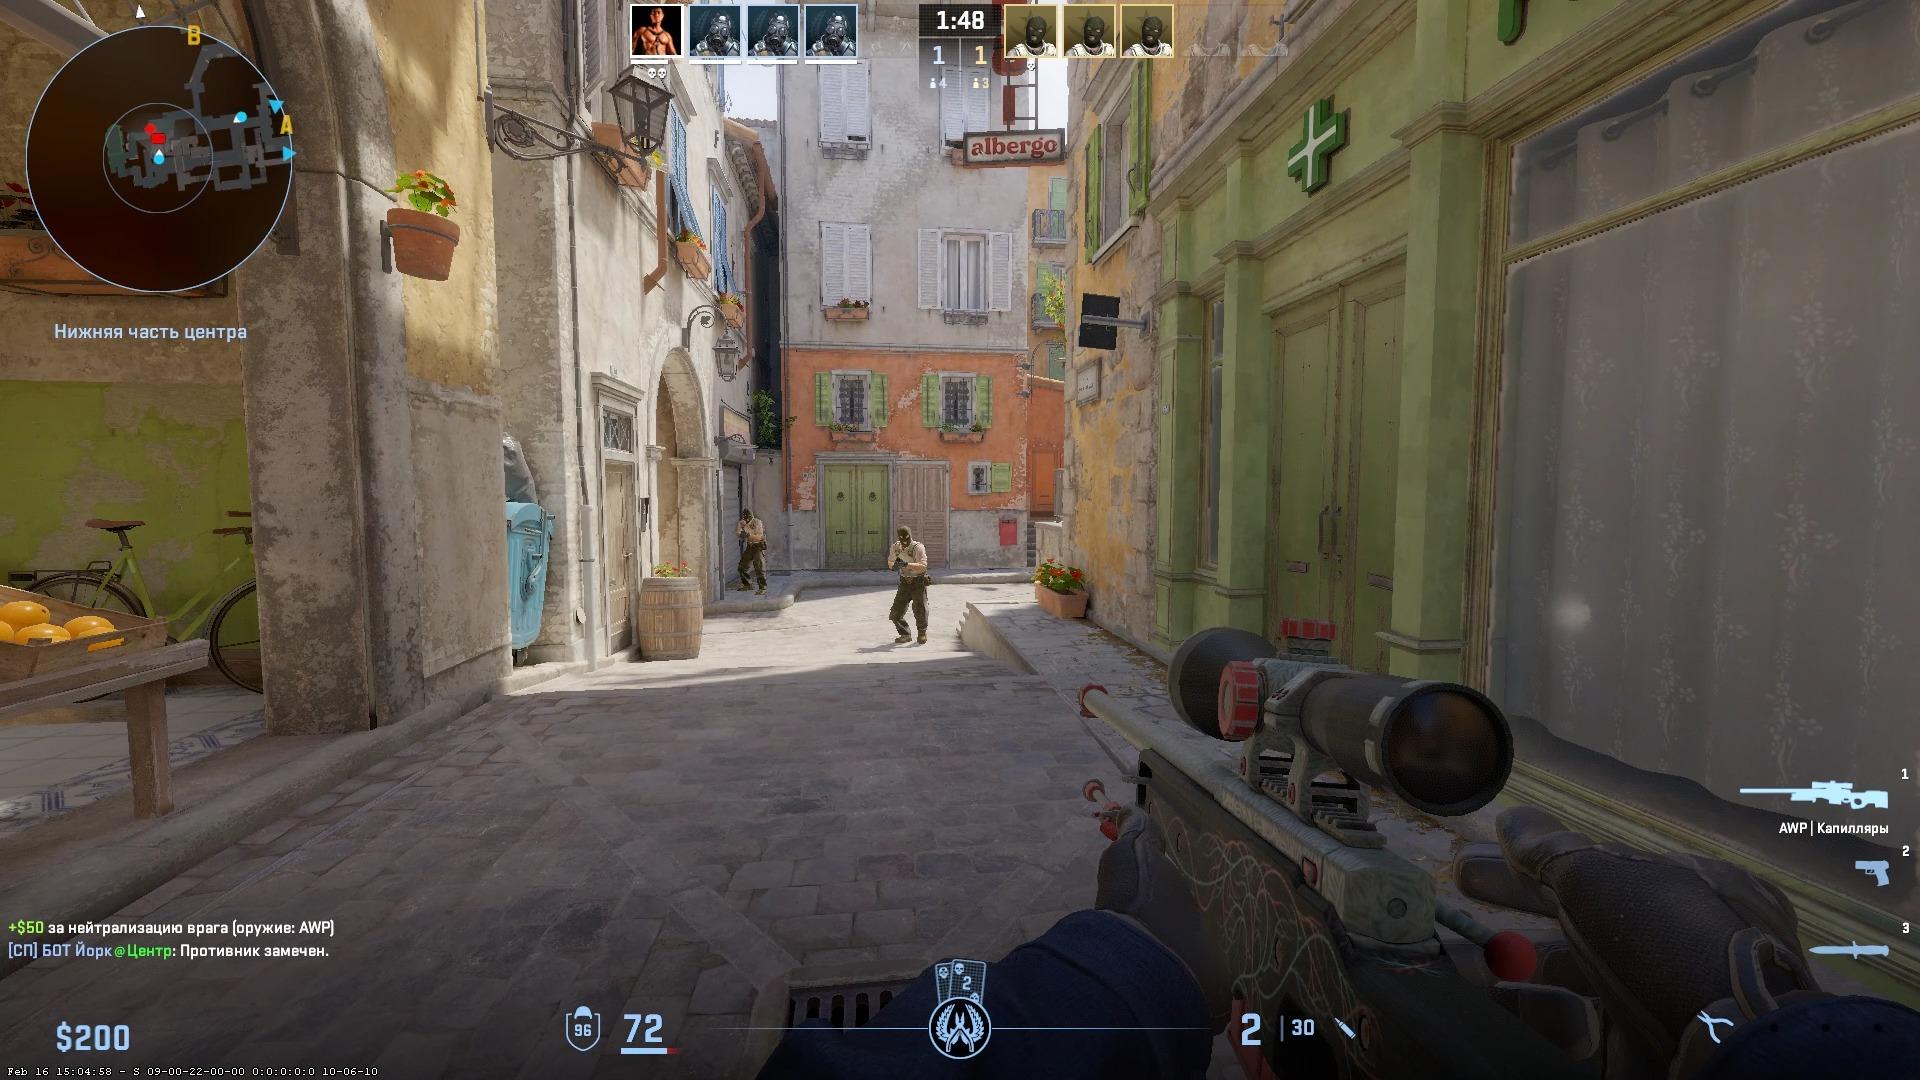 B
A
Нижняя часть центра
1:48
1 1
4 3
albergo
1
AWP | Капилляры
2
3
+$50 за нейтрализацию врага (оружие: AWP)
[СП] БОТ Йорк@Центр: Противник замечен.
$200
96 72
2
2 | 30
Feb 16 15:04:58 - S 09-00-22-00-00 0:0:0:0:0 10-06-10